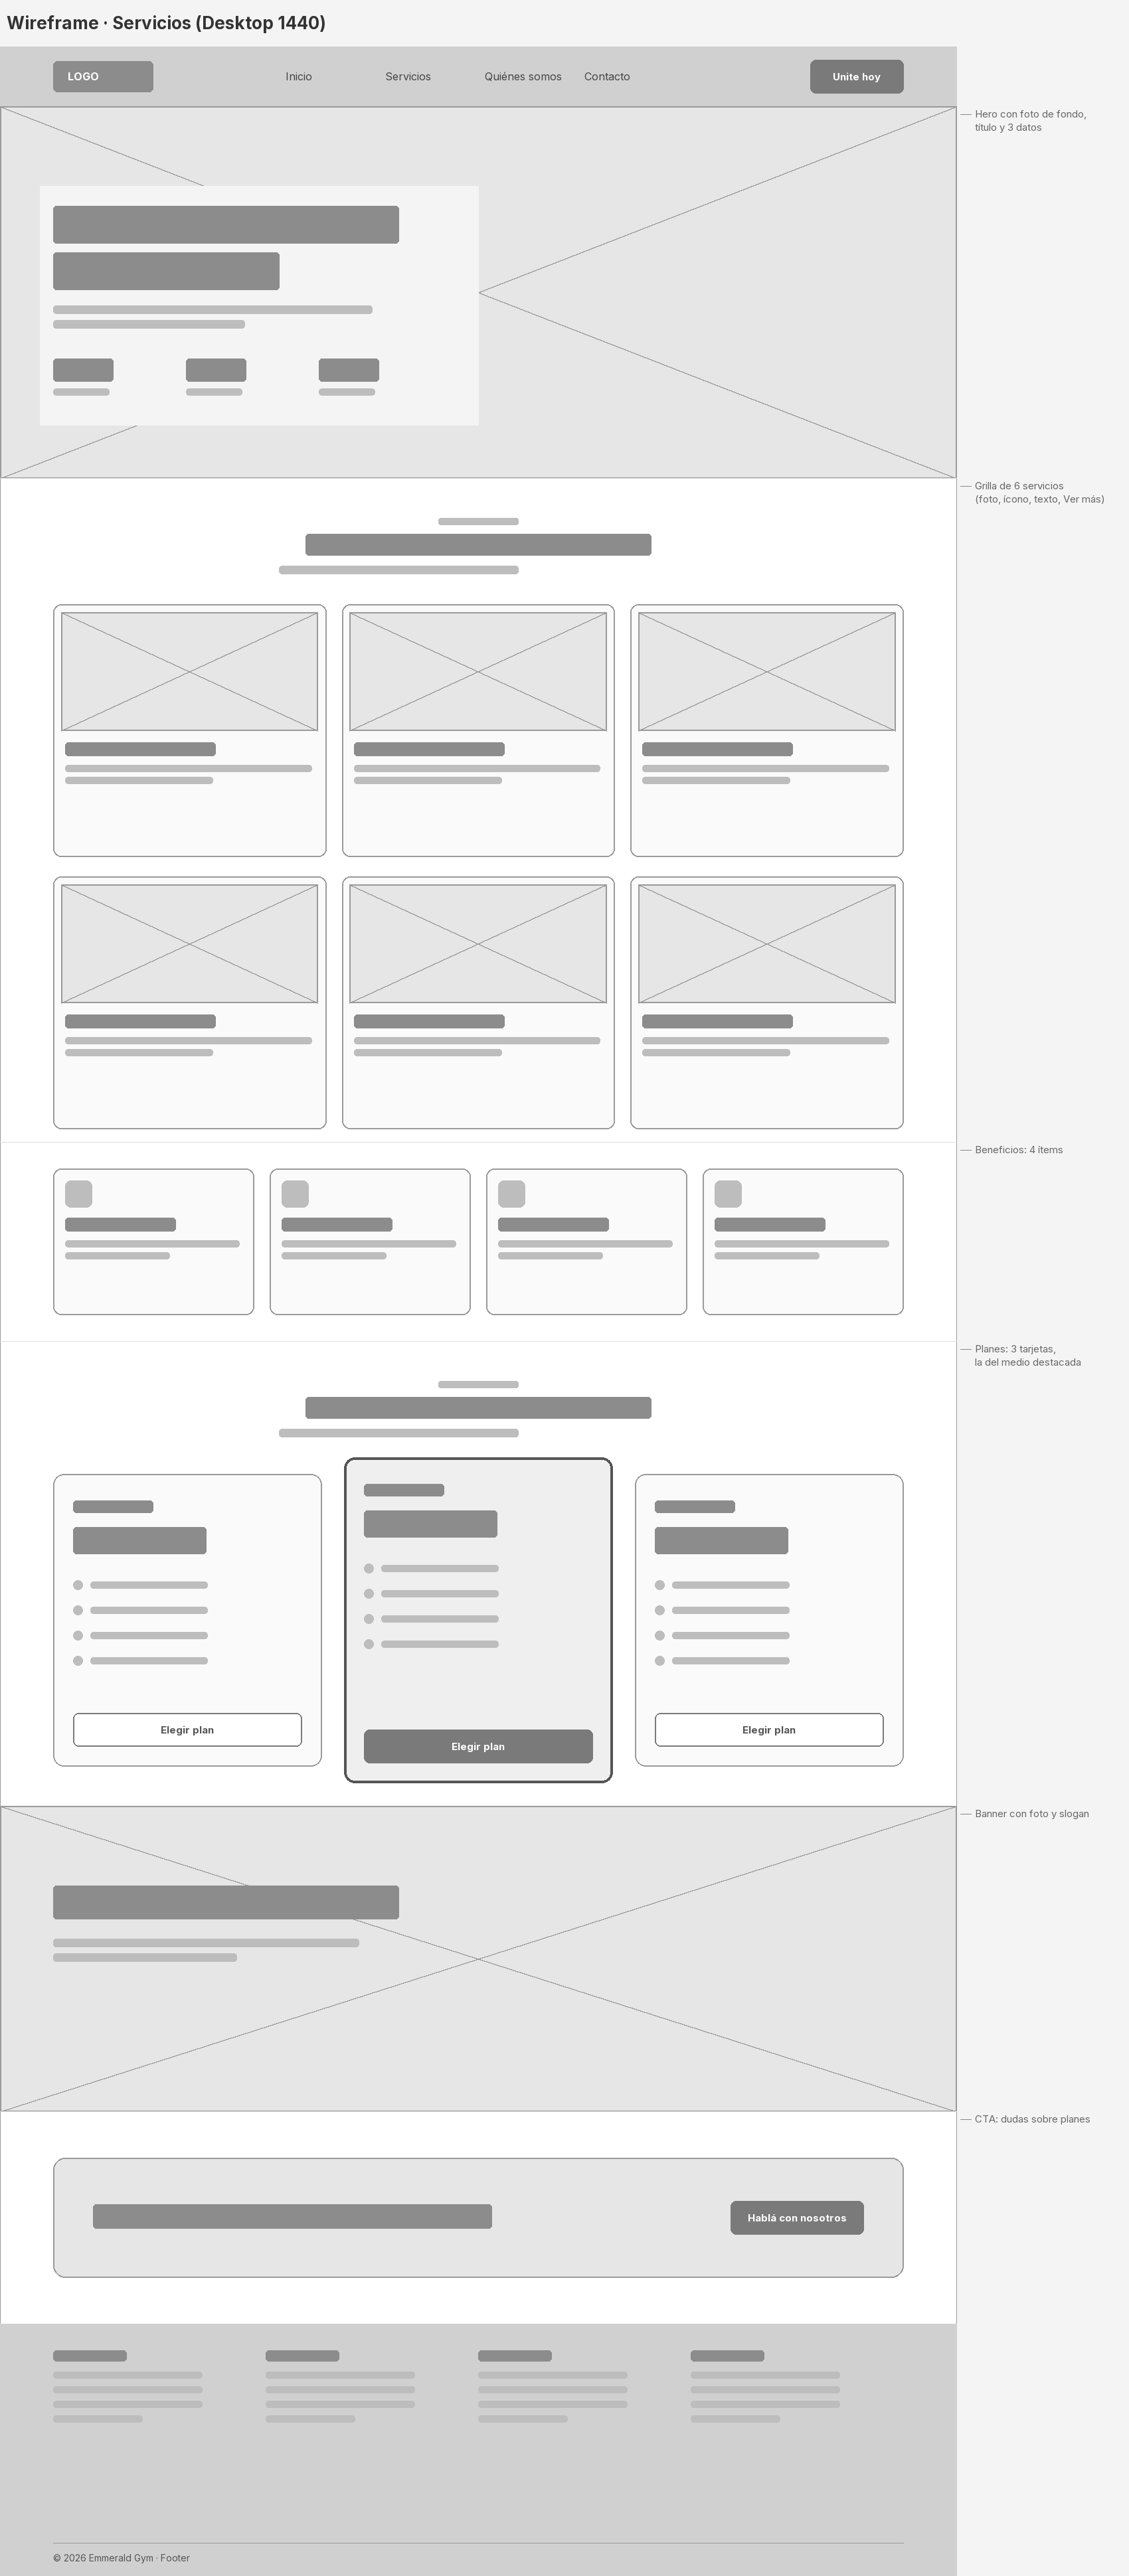 Wireframe · Servicios (Desktop 1440)
LOGO
Inicio
Servicios
Quiénes somos
Contacto
Unite hoy
Hero con foto de fondo,
título y 3 datos
Grilla de 6 servicios
(foto, ícono, texto, Ver más)
Beneficios: 4 ítems
Planes: 3 tarjetas,
la del medio destacada
Elegir plan
Elegir plan
Elegir plan
Banner con foto y slogan
CTA: dudas sobre planes
Hablá con nosotros
© 2026 Emmerald Gym · Footer